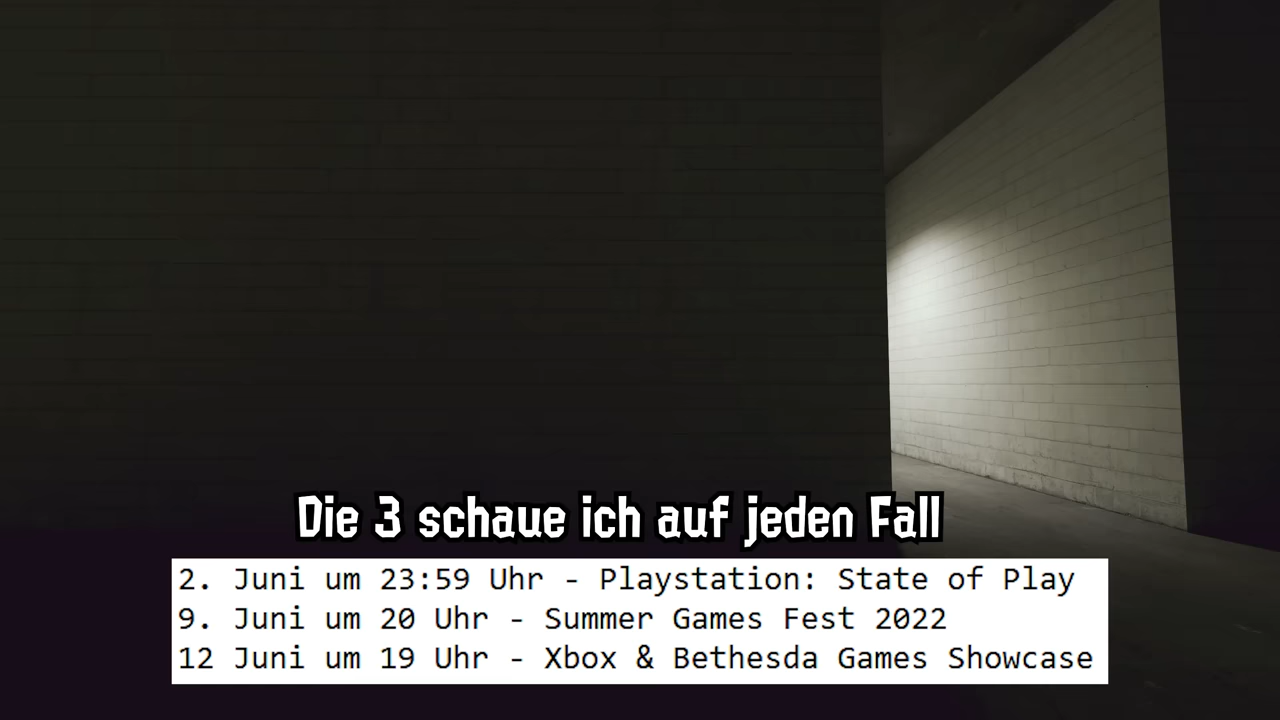 Die 3 schaue ich auf jeden Fall
2. Juni um 23:59 Uhr - Playstation: State of Play
9. Juni um 20 Uhr - Summer Games Fest 2022
12 Juni um 19 Uhr - Xbox & Bethesda Games Showcase